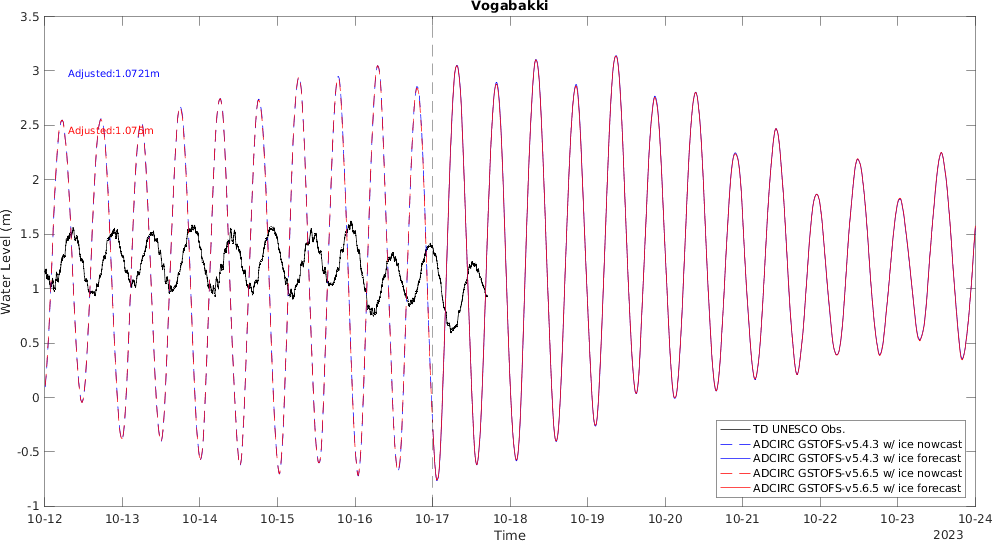 Vogabakki
3.5
3
2.5
2
1.5
1
0.5
0
-0.5
-1
Water Level (m)
Adjusted:1.0721m
Adjusted:1.078m
TD UNESCO Obs.
ADCIRC GSTOFS-v5.4.3 w/ ice nowcast
ADCIRC GSTOFS-v5.4.3 w/ ice forecast
ADCIRC GSTOFS-v5.6.5 w/ ice nowcast
ADCIRC GSTOFS-v5.6.5 w/ ice forecast
10-12 10-13 10-14 10-15 10-16 10-17 10-18 10-19 10-20 10-21 10-22 10-23 10-24
Time
2023